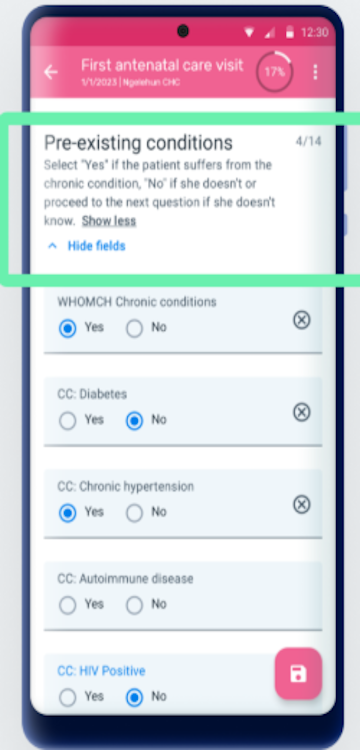 12:30
First antenatal care visit
1/1/2023 | Ngelehun CHC
17%
Pre-existing conditions
4/14
Select "Yes" if the patient suffers from the
chronic condition, "No" if she doesn't or
proceed to the next question if she doesn't
know. Show less
Hide fields
WHOMCH Chronic conditions
Yes No
CC: Diabetes
Yes No
CC: Chronic hypertension
Yes No
CC: Autoimmune disease
Yes No
CC: HIV Positive
Yes No